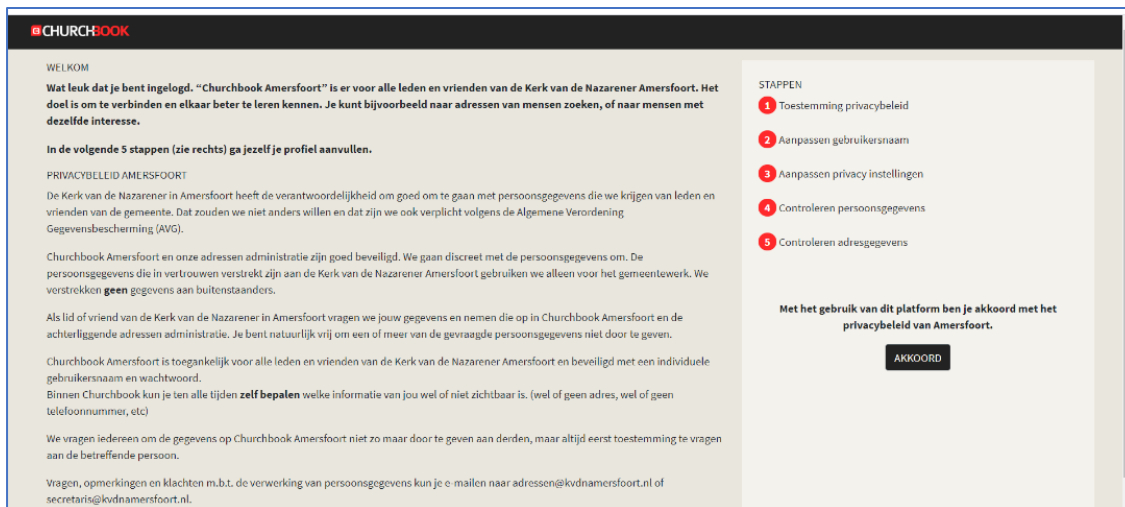 CHURCHBOOK
WELKOM
Wat leuk dat je bent ingelogd. “Churchbook Amersfoort” is er voor alle leden en vrienden van de Kerk van de Nazarener Amersfoort. Het
doel is om te verbinden en elkaar beter te leren kennen. Je kunt bijvoorbeeld naar adressen van mensen zoeken, of naar mensen met
dezelfde interesse.
In de volgende 5 stappen (zie rechts) ga jezelf je profiel aanvullen.
PRIVACYBELEID AMERSFOORT
De Kerk van de Nazarener in Amersfoort heeft de verantwoordelijkheid om goed om te gaan met persoonsgegevens die we krijgen van leden en
vrienden van de gemeente. Dat zouden we niet anders willen en dat zijn we ook verplicht volgens de Algemene Verordening
Gegevensbescherming (AVG).
Churchbook Amersfoort en onze adressen administratie zijn goed beveiligd. We gaan discreet met de persoonsgegevens om. De
persoonsgegevens die in vertrouwen verstrekt zijn aan de Kerk van de Nazarener Amersfoort gebruiken we alleen voor het gemeentewerk. We
verstrekken geen gegevens aan buitenstaanders.
Als lid of vriend van de Kerk van de Nazarener in Amersfoort vragen we jouw gegevens en nemen die op in Churchbook Amersfoort en de
achterliggende adressen administratie. Je bent natuurlijk vrij om een of meer van de gevraagde persoonsgegevens niet door te geven.
Churchbook Amersfoort is toegankelijk voor alle leden en vrienden van de Kerk van de Nazarener Amersfoort en beveiligd met een individuele
gebruikersnaam en wachtwoord.
Binnen Churchbook kun je ten alle tijden zelf bepalen welke informatie van jou wel of niet zichtbaar is. (wel of geen adres, wel of geen
telefoonnummer, etc)
We vragen iedereen om de gegevens op Churchbook Amersfoort niet zo maar door te geven aan derden, maar altijd eerst toestemming te vragen
aan de betreffende persoon.
Vragen, opmerkingen en klachten m.b.t. de verwerking van persoonsgegevens kun je e-mailen naar adressen@kvdnamersfoort.nl of
secretaris@kvdnamersfoort.nl.
STAPPEN
1 Toestemming privacybeleid
2 Aanpassen gebruikersnaam
3 Aanpassen privacy instellingen
4 Controleren persoonsgegevens
5 Controleren adresgegevens
Met het gebruik van dit platform ben je akkoord met het
privacybeleid van Amersfoort.
AKKOORD